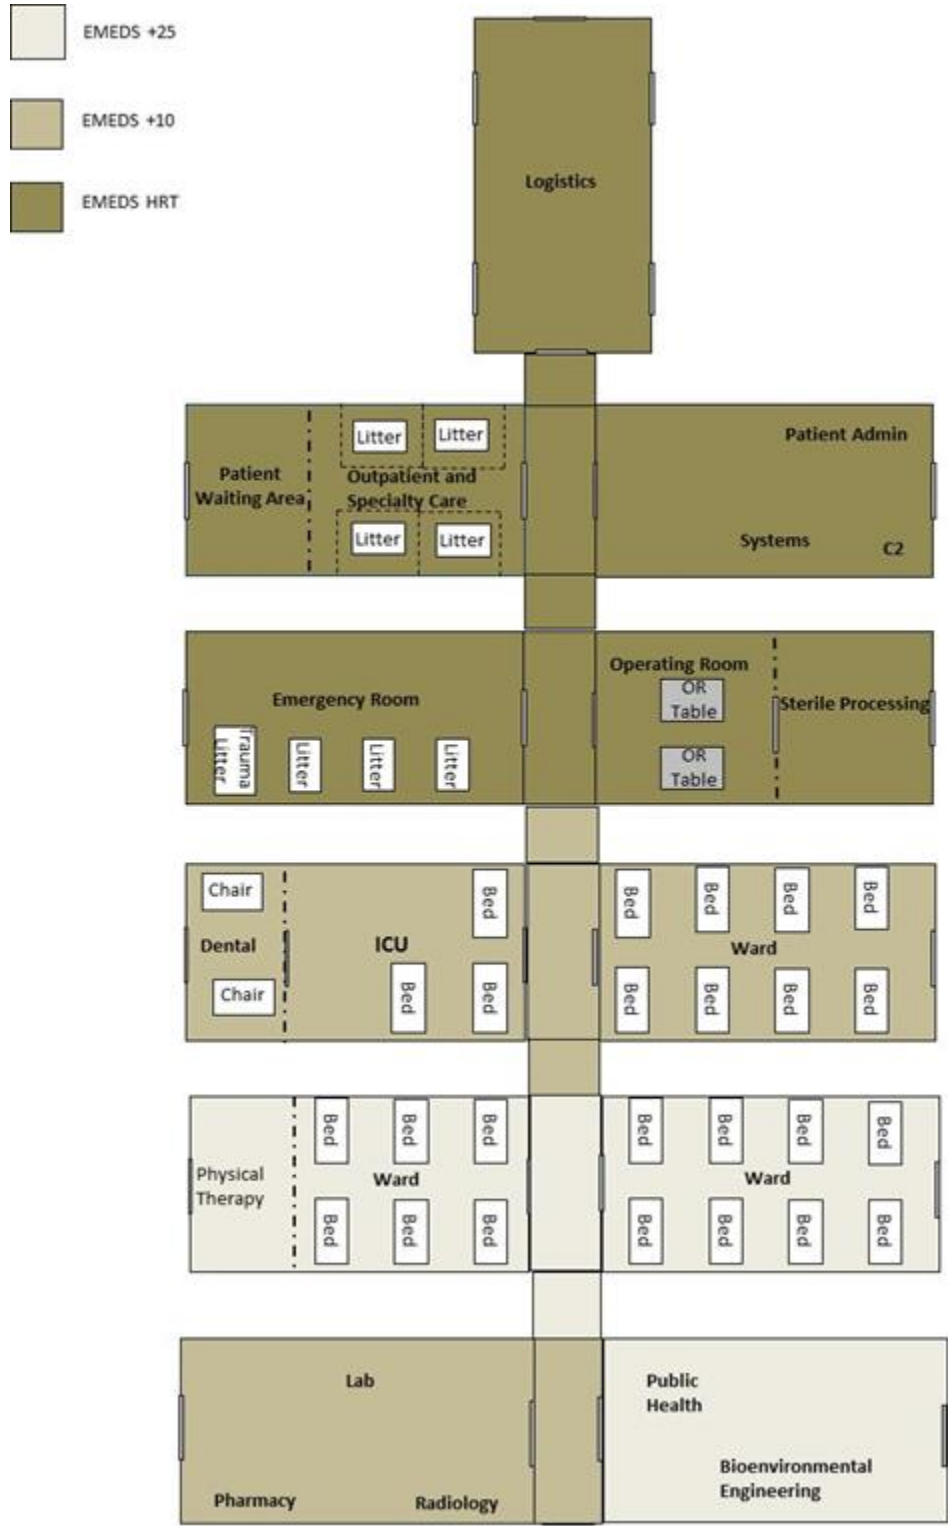 EMEDS +25
EMEDS +10
EMEDS HRT
Logistics
Patient
Waiting Area
Litter
Litter
Outpatient and
Specialty Care
Litter
Litter
Patient Admin
Systems
C2
Emergency Room
Trauma
Litter
Litter
Litter
Litter
Operating Room
OR
Table
OR
Table
Sterile Processing
Chair
Dental
Chair
ICU
Bed
Bed
Bed
Bed
Bed
Bed
Bed
Ward
Bed
Bed
Bed
Bed
Physical
Therapy
Bed
Bed
Bed
Ward
Bed
Bed
Bed
Bed
Bed
Bed
Bed
Ward
Bed
Bed
Bed
Bed
Lab
Pharmacy
Radiology
Public
Health
Bioenvironmental
Engineering